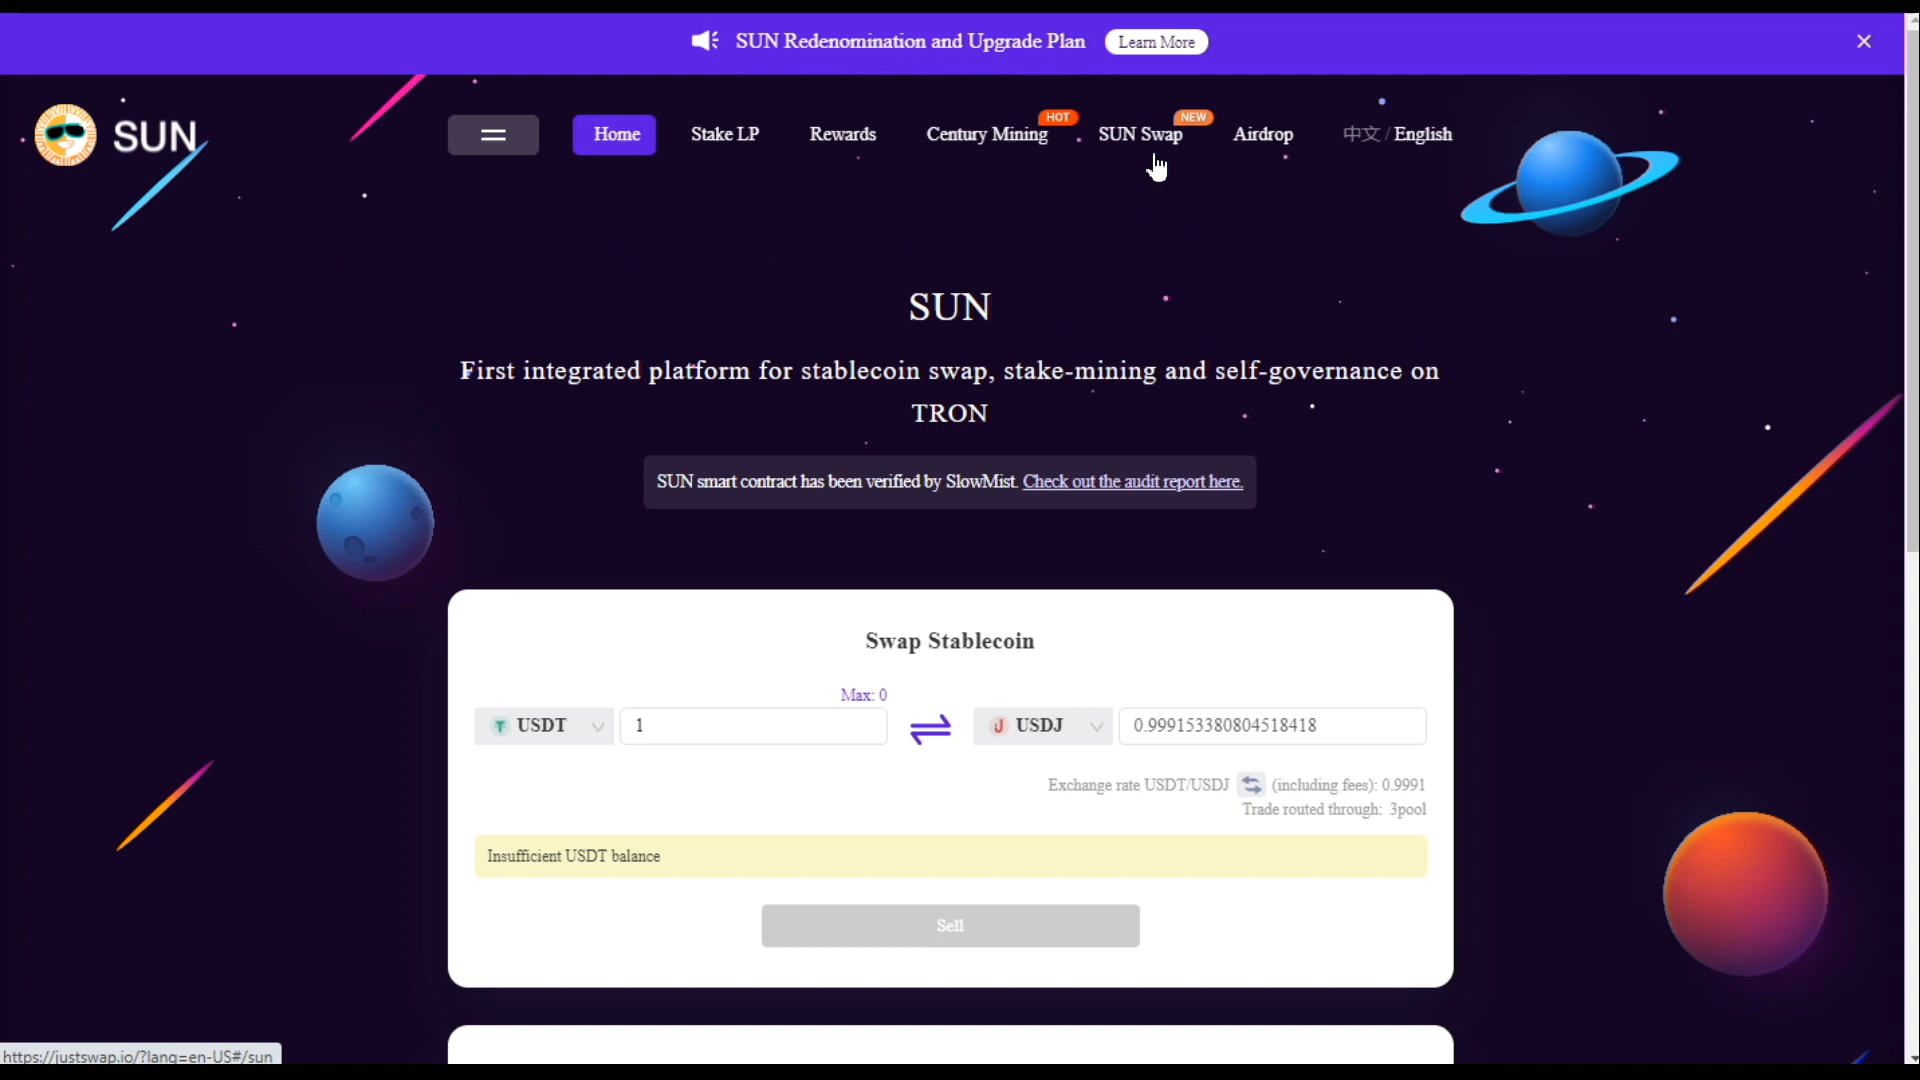 SUN Redenomination and Upgrade Plan Learn More
SUN
Home Stake LP Rewards Century Mining HOT SUN Swap NEW Airdrop 中文 / English
SUN
First integrated platform for stablecoin swap, stake-mining and self-governance on
TRON
SUN smart contract has been verified by SlowMist. Check out the audit report here.
Swap Stablecoin
Max: 0
T USDT 1 J USDJ 0.999153380804518418
Exchange rate USDT/USDJ (including fees): 0.9991
Trade routed through: 3pool
Insufficient USDT balance
Sell
https://justswap.io/?lang=en-US#/sun